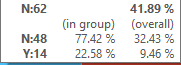 N:62 41.89 %
(in group) (overall)
N:48 77.42 % 32.43 %
Y:14 22.58 % 9.46 %